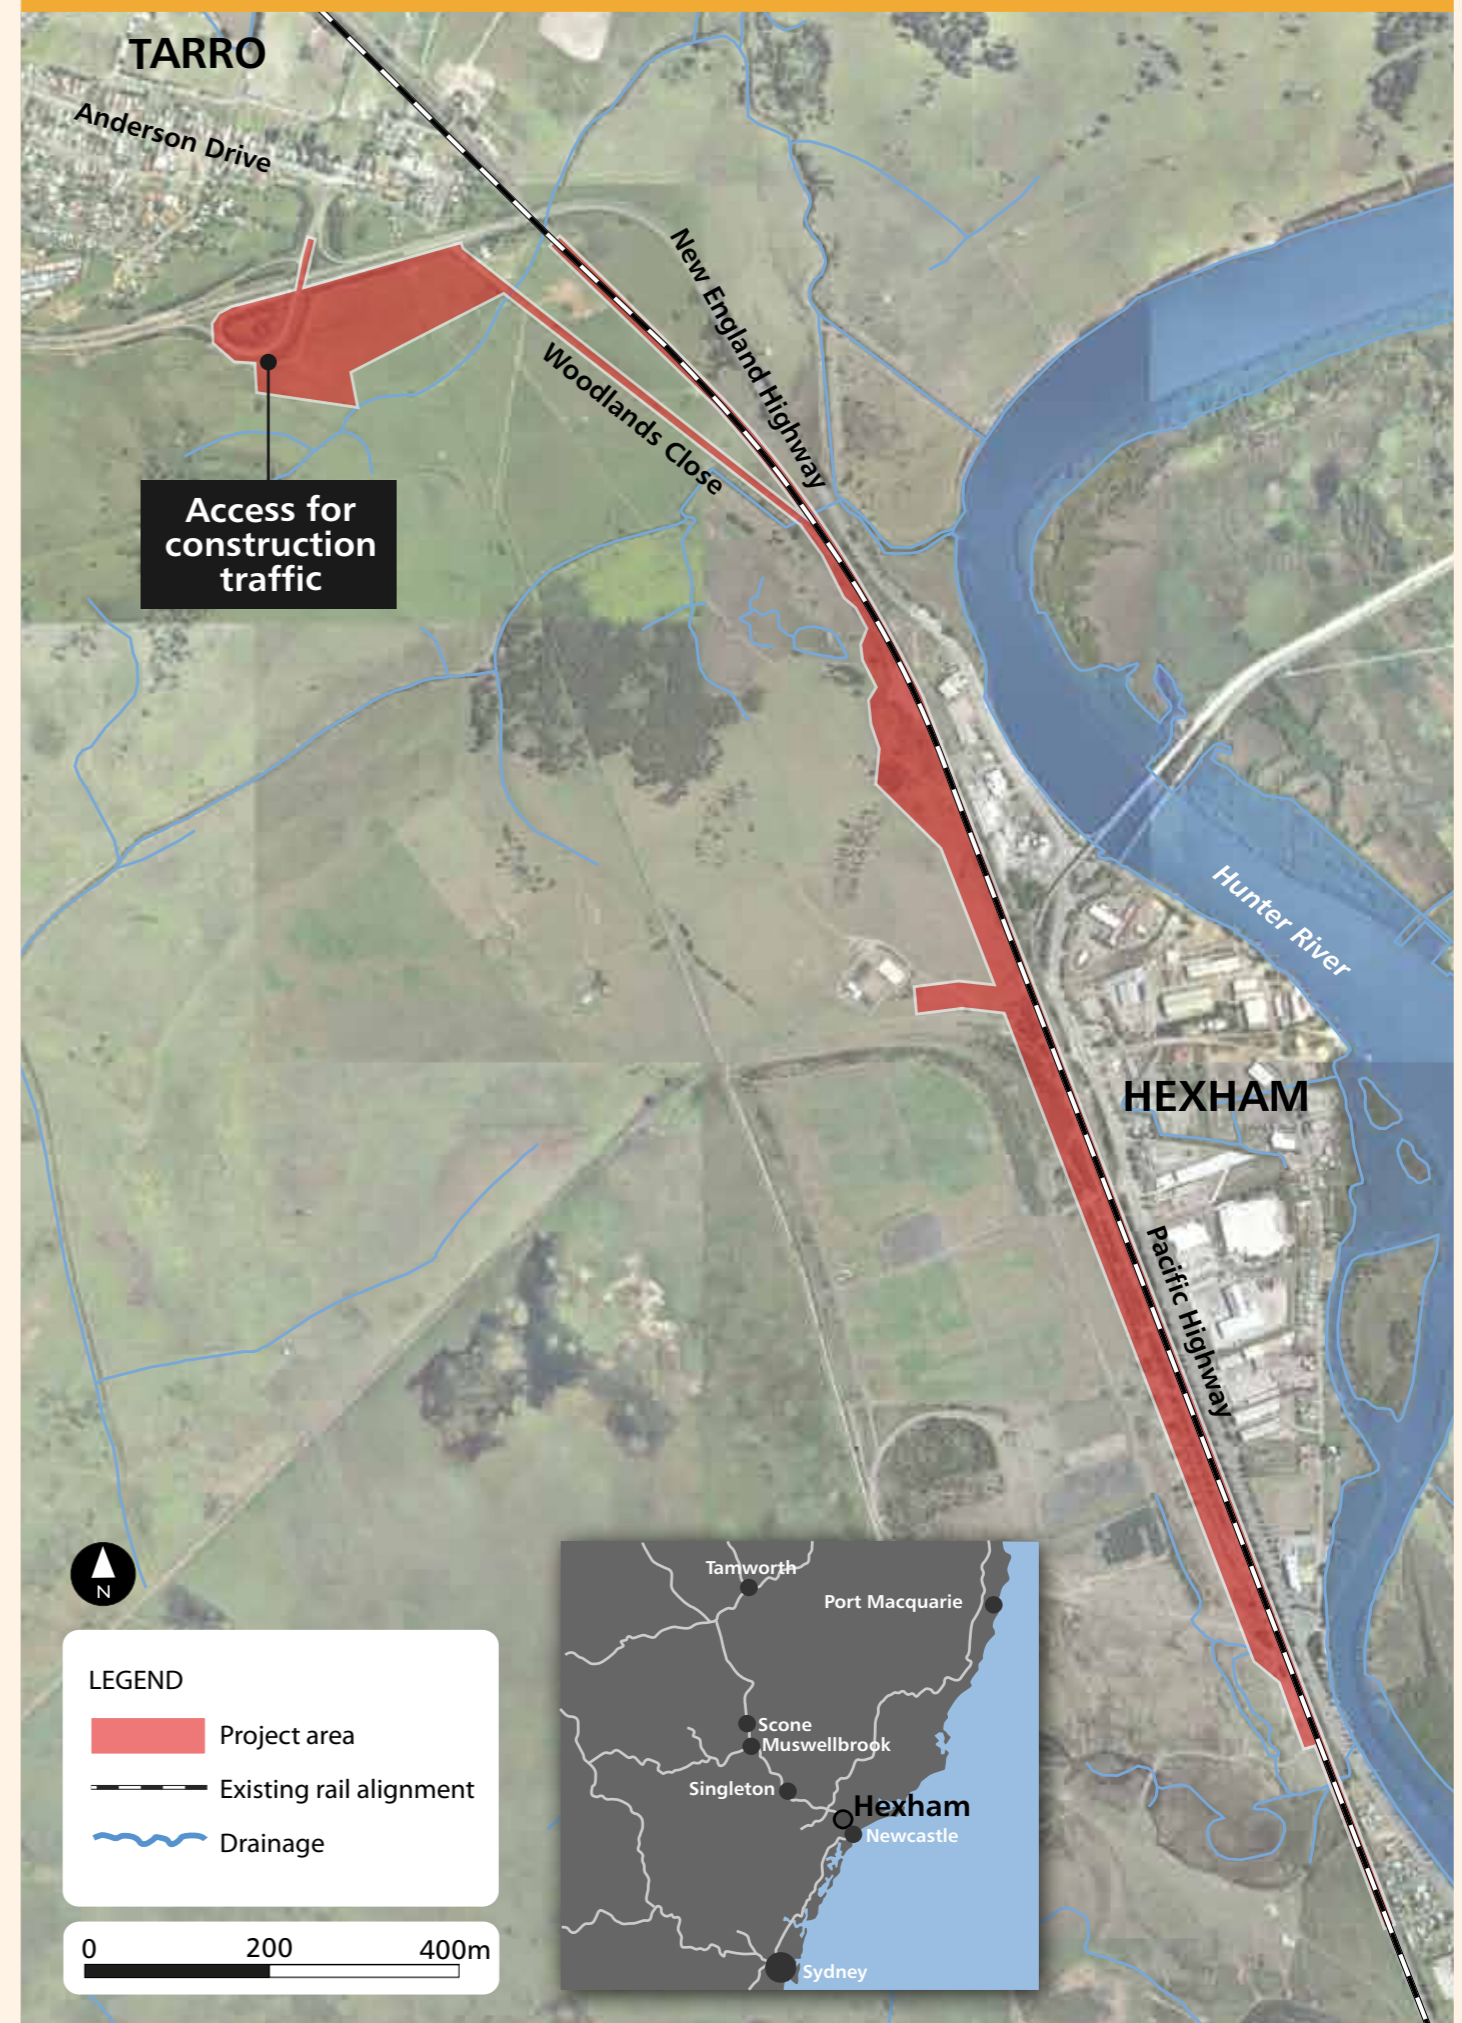 TARRO
Anderson Drive
New England Highway
Woodlands Close
Access for
construction
traffic
Hunter River
HEXHAM
Pacific Highway
N
LEGEND
Project area
Existing rail alignment
Drainage
0 200 400m
Tamworth
Port Macquarie
Scone
Muswellbrook
Singleton
Hexham
Newcastle
Sydney